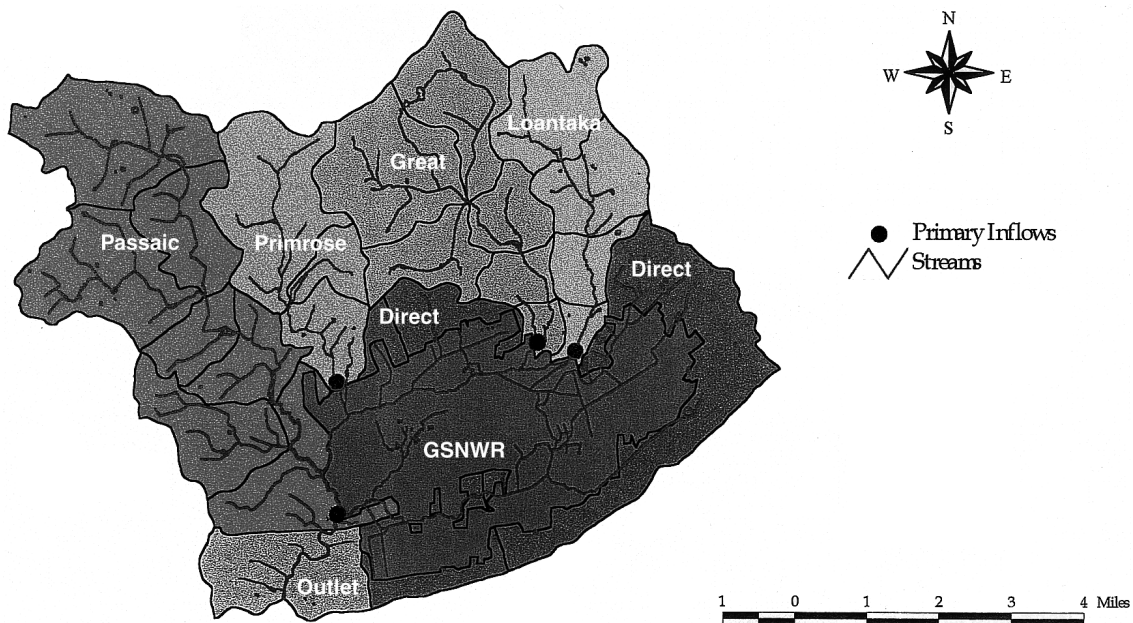 N
W E
S
Loantaka
Great
Passaic
Primrose
Primary Inflows
Streams
Direct
Direct
GSNWR
Outlet
1 0 1 2 3 4 Miles